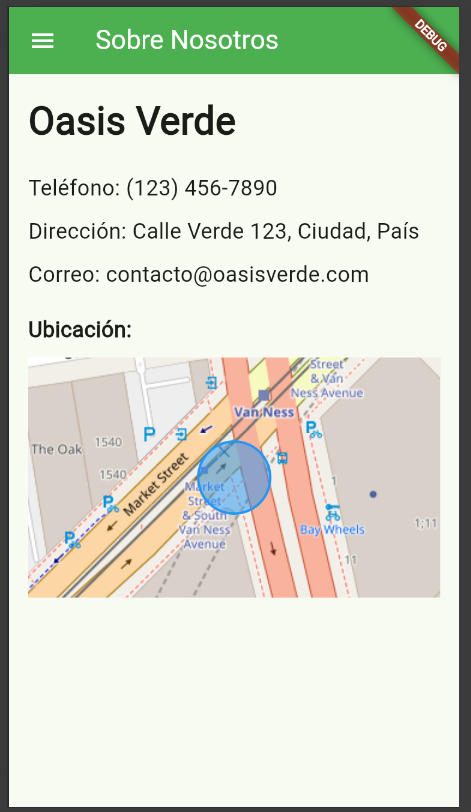 Sobre Nosotros
DEBUG
Oasis Verde
Teléfono: (123) 456-7890
Dirección: Calle Verde 123, Ciudad, País
Correo: contacto@oasisverde.com
Ubicación:
Street
& Van
Ness Avenue
Van Ness
P
The Oak
1540
1540
Market Street
Market
Street
& South
Van Ness
Avenue
P
P
P
1
1;11
Bay Wheels
11